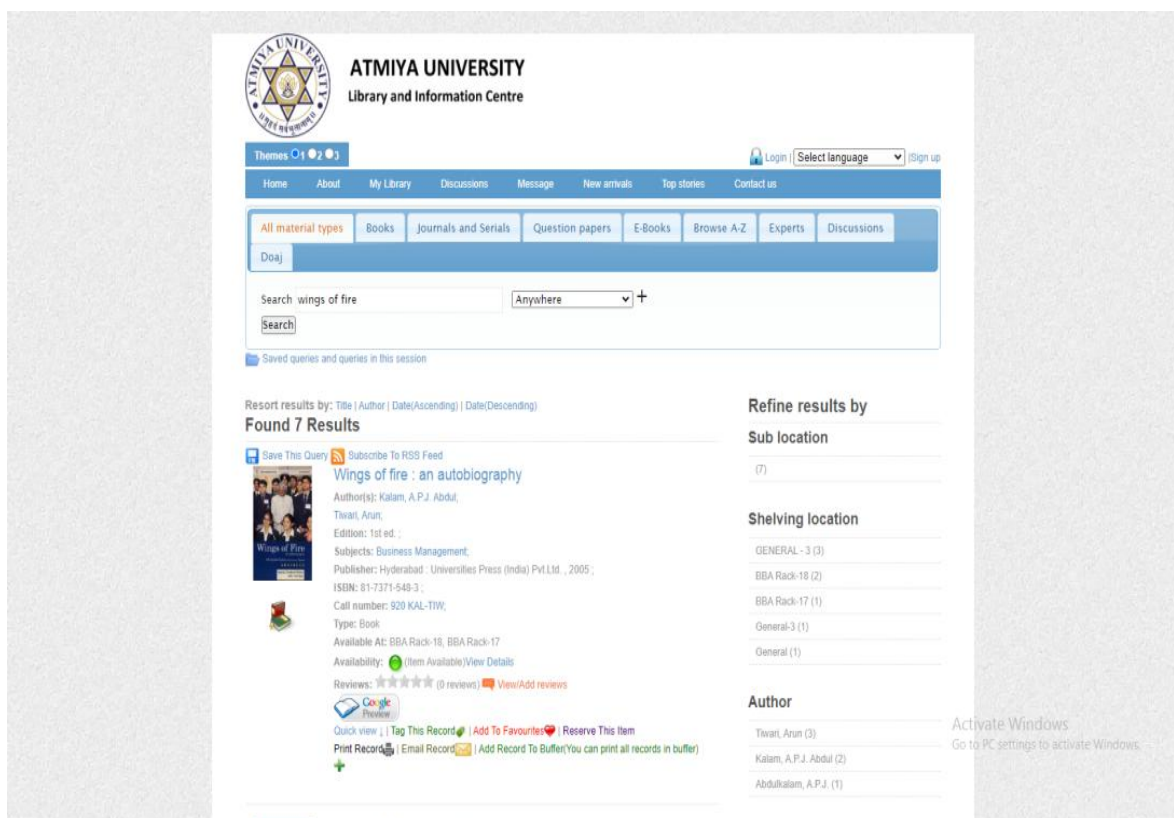 ATMIYA UNIVERSITY
ATMIYA UNIVERSITY
Library and Information Centre
Themes 1 2 3
Login | Select language |Sign up
Home About My Library Discussions Message New arrivals Top stories Contact us
All material types Books Journals and Serials Question papers E-Books Browse A-Z Experts Discussions
Doaj
Search wings of fire Anywhere +
Search
Saved queries and queries in this session
Resort results by: Title | Author | Date(Ascending) | Date(Descending)
Found 7 Results
Save This Query Subscribe To RSS Feed
Wings of fire : an autobiography
Wings of Fire
Author(s): Kalam, A.P.J. Abdul;
Tiwari, Arun;
Edition: 1st ed. ;
Subjects: Business Management;
Publisher: Hyderabad : Universities Press (India) Pvt.Ltd. , 2005 ;
ISBN: 81-7371-548-3 ;
Call number: 920 KAL-TIW;
Type: Book
Available At: BBA Rack-18, BBA Rack-17
Availability: (Item Available)View Details
Reviews: (0 reviews) View/Add reviews
Google Preview
Quick view ↓ | Tag This Record | Add To Favourites | Reserve This Item
Print Record | Email Record | Add Record To Buffer(You can print all records in buffer)
Refine results by
Sub location
(7)
Shelving location
GENERAL - 3 (3)
BBA Rack-18 (2)
BBA Rack-17 (1)
General-3 (1)
General (1)
Author
Tiwari, Arun (3)
Kalam, A.P.J. Abdul (2)
Abdulkalam, A.P.J. (1)
Activate Windows
Go to PC settings to activate Windows.